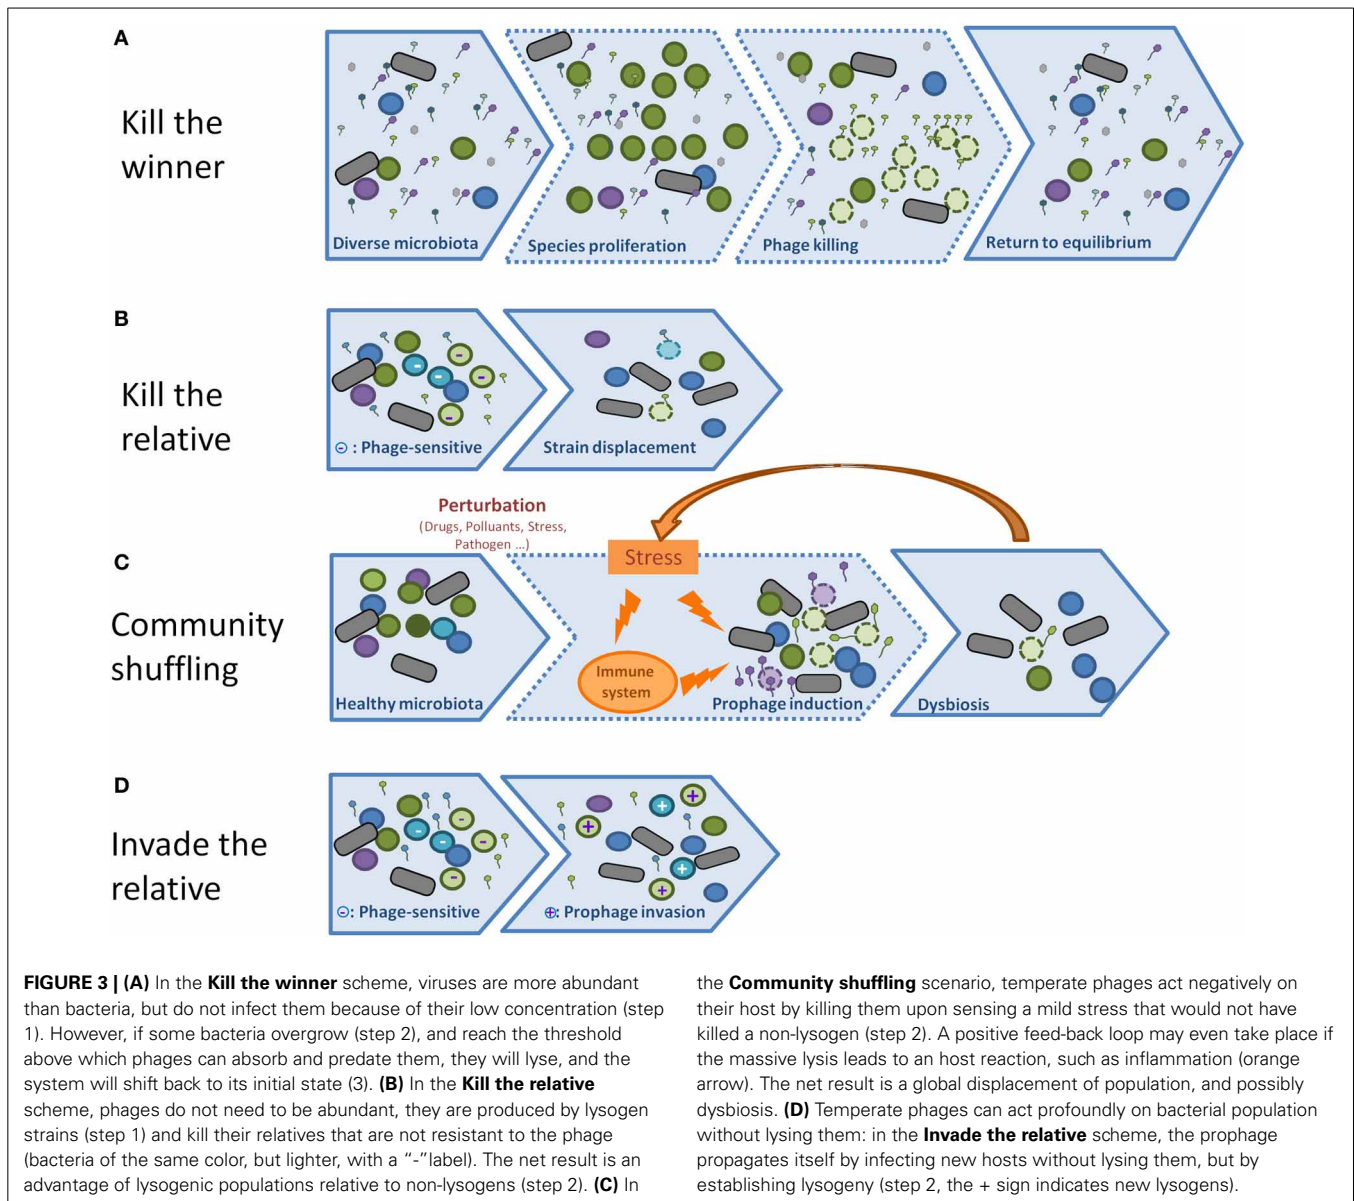 A
Kill the
winner
Diverse microbiota
Species proliferation
Phage killing
Return to equilibrium
B
Kill the
relative
⊖ : Phage-sensitive
Strain displacement
Perturbation
(Drugs, Polluants, Stress,
Pathogen ...)
Stress
C
Community
shuffling
Immune
system
Healthy microbiota
Prophage induction
Dysbiosis
D
Invade the
relative
⊖: Phage-sensitive
⊕: Prophage invasion
FIGURE 3 | (A) In the Kill the winner scheme, viruses are more abundant
than bacteria, but do not infect them because of their low concentration (step
1). However, if some bacteria overgrow (step 2), and reach the threshold
above which phages can absorb and predate them, they will lyse, and the
system will shift back to its initial state (3). (B) In the Kill the relative
scheme, phages do not need to be abundant, they are produced by lysogen
strains (step 1) and kill their relatives that are not resistant to the phage
(bacteria of the same color, but lighter, with a “-”label). The net result is an
advantage of lysogenic populations relative to non-lysogens (step 2). (C) In
the Community shuffling scenario, temperate phages act negatively on
their host by killing them upon sensing a mild stress that would not have
killed a non-lysogen (step 2). A positive feed-back loop may even take place if
the massive lysis leads to an host reaction, such as inflammation (orange
arrow). The net result is a global displacement of population, and possibly
dysbiosis. (D) Temperate phages can act profoundly on bacterial population
without lysing them: in the Invade the relative scheme, the prophage
propagates itself by infecting new hosts without lysing them, but by
establishing lysogeny (step 2, the + sign indicates new lysogens).